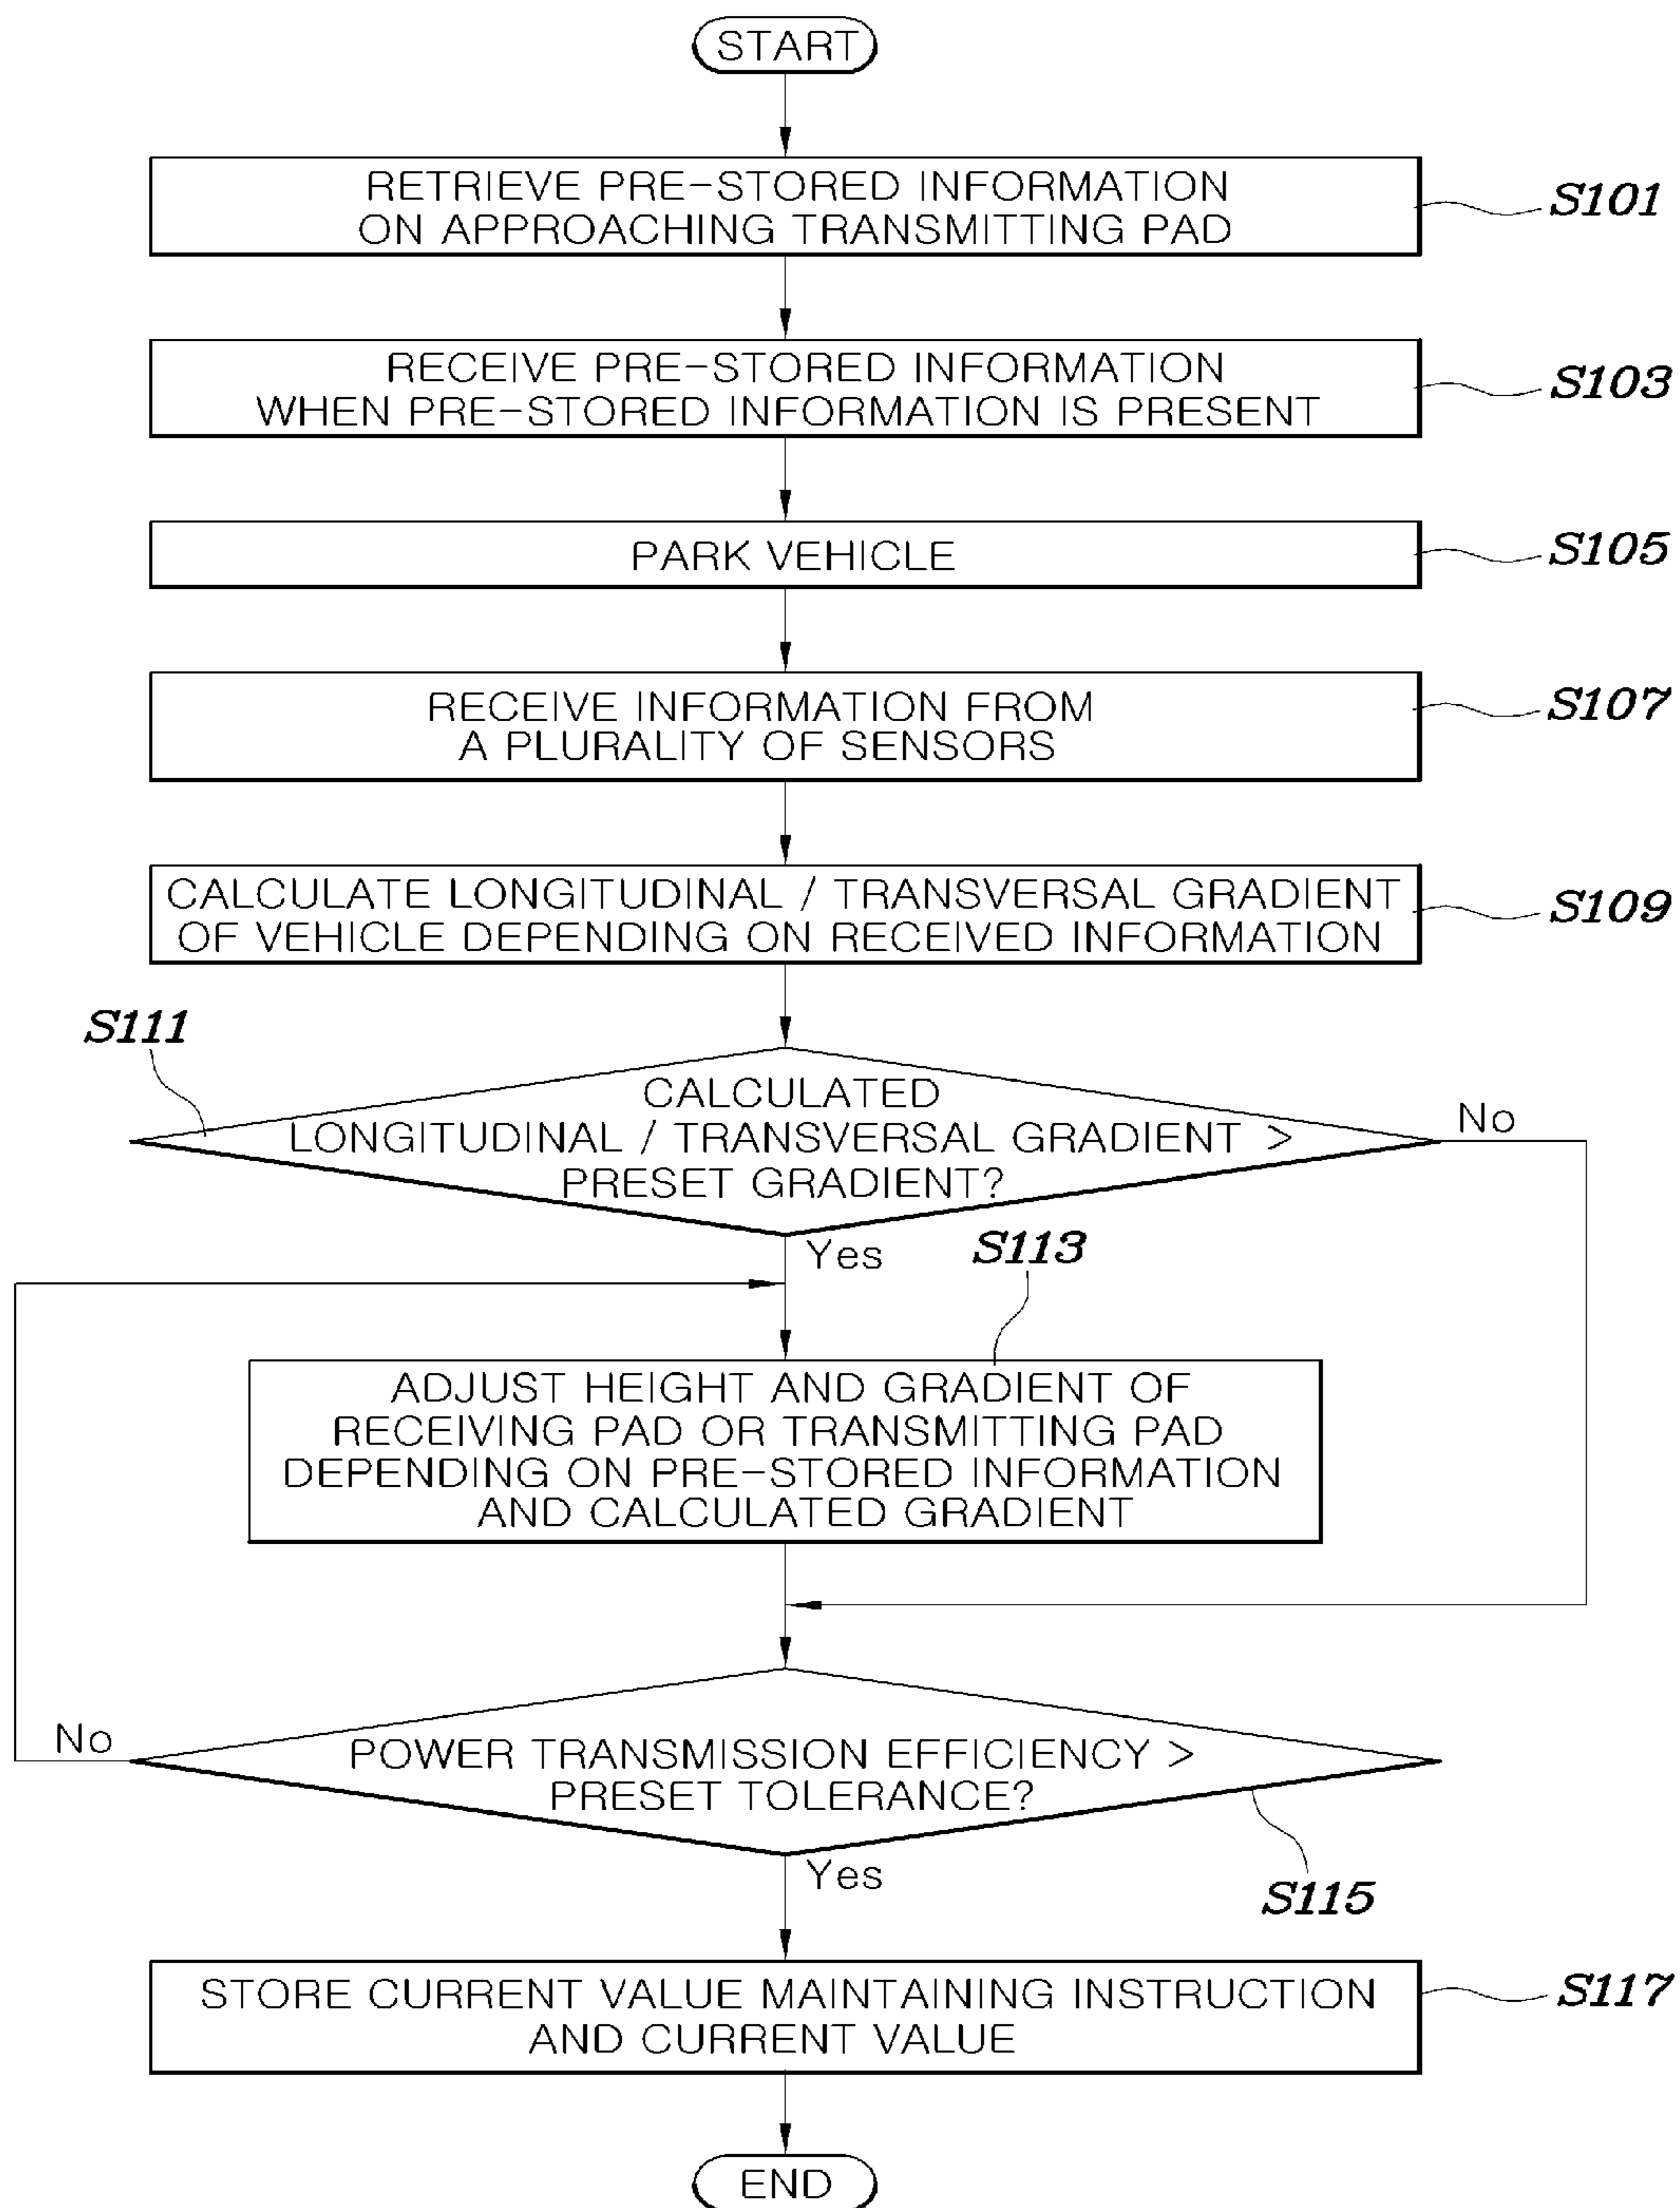 START
RETRIEVE PRE-STORED INFORMATION
ON APPROACHING TRANSMITTING PAD
S101
RECEIVE PRE-STORED INFORMATION
WHEN PRE-STORED INFORMATION IS PRESENT
S103
PARK VEHICLE
S105
RECEIVE INFORMATION FROM
A PLURALITY OF SENSORS
S107
CALCULATE LONGITUDINAL / TRANSVERSAL GRADIENT
OF VEHICLE DEPENDING ON RECEIVED INFORMATION
S109
S111
CALCULATED
LONGITUDINAL / TRANSVERSAL GRADIENT >
PRESET GRADIENT?
No
Yes
S113
ADJUST HEIGHT AND GRADIENT OF
RECEIVING PAD OR TRANSMITTING PAD
DEPENDING ON PRE-STORED INFORMATION
AND CALCULATED GRADIENT
No
POWER TRANSMISSION EFFICIENCY >
PRESET TOLERANCE?
Yes
S115
STORE CURRENT VALUE MAINTAINING INSTRUCTION
AND CURRENT VALUE
S117
END